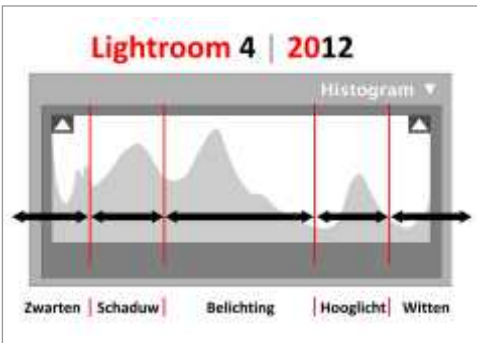 Lightroom 4 | 2012
Histogram ▼
Zwarten | Schaduw | Belichting | Hooglicht | Witten